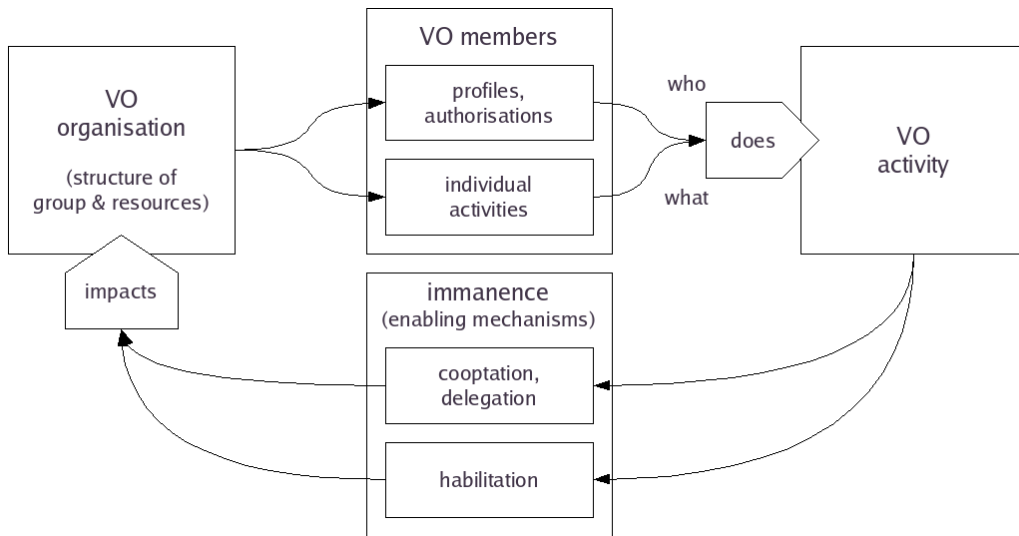 VO
organisation
(structure of
group & resources)
impacts
VO members
profiles,
authorisations
individual
activities
who
what
does
VO
activity
immanence
(enabling mechanisms)
cooptation,
delegation
habilitation